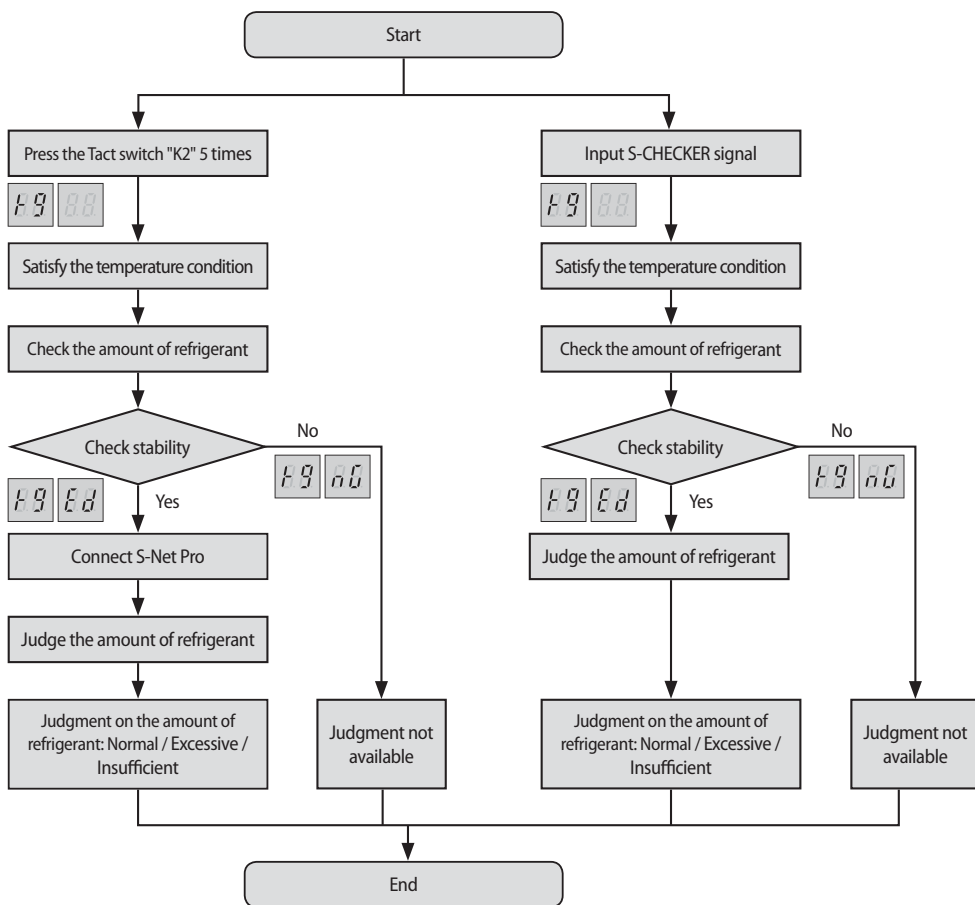 Start
Press the Tact switch "K2" 5 times
Input S-CHECKER signal
Satisfy the temperature condition
Satisfy the temperature condition
Check the amount of refrigerant
Check the amount of refrigerant
Check stability
No
Check stability
No
Yes
Yes
Connect S-Net Pro
Judge the amount of refrigerant
Judge the amount of refrigerant
Judgment on the amount of
refrigerant: Normal / Excessive /
Insufficient
Judgment not
available
Judgment on the amount of
refrigerant: Normal / Excessive /
Insufficient
Judgment not
available
End